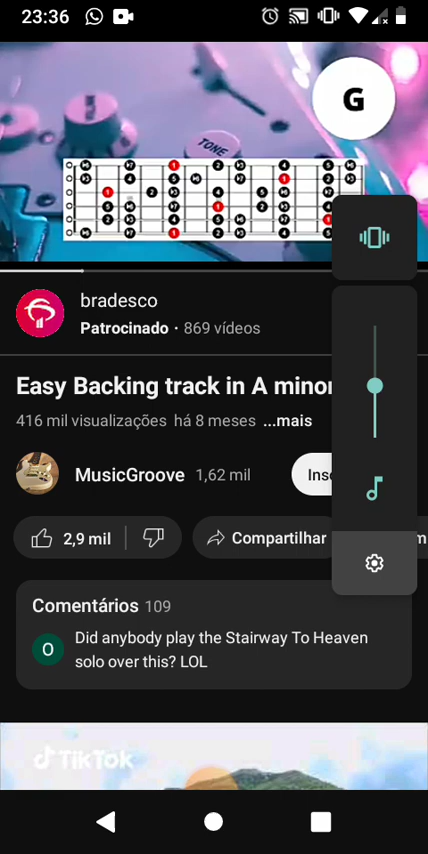 23:36
G
TONE
bradesco
Patrocinado · 869 vídeos
Easy Backing track in A minor
416 mil visualizações há 8 meses ...mais
MusicGroove 1,62 mil
2,9 mil
Compartilhar
Comentários 109
O
Did anybody play the Stairway To Heaven
solo over this? LOL
TikTok